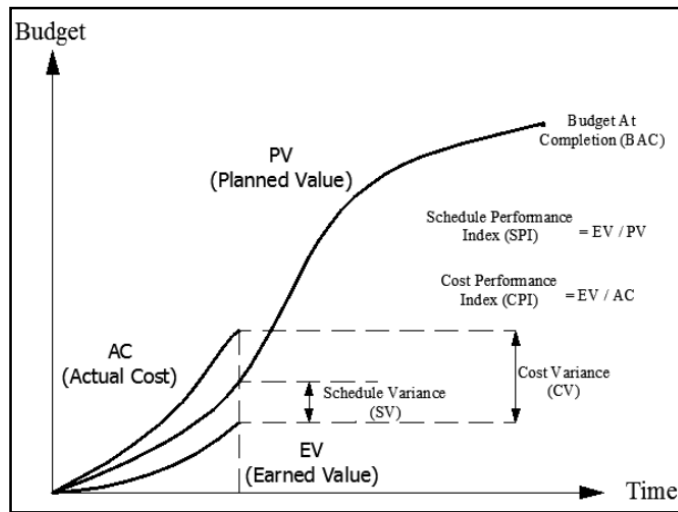 Budget
Budget At
Completion (BAC)
PV
(Planned Value)
Schedule Performance
Index (SPI) = EV / PV
Cost Performance
Index (CPI) = EV / AC
AC
(Actual Cost)
Cost Variance
(CV)
Schedule Variance
(SV)
EV
(Earned Value)
Time